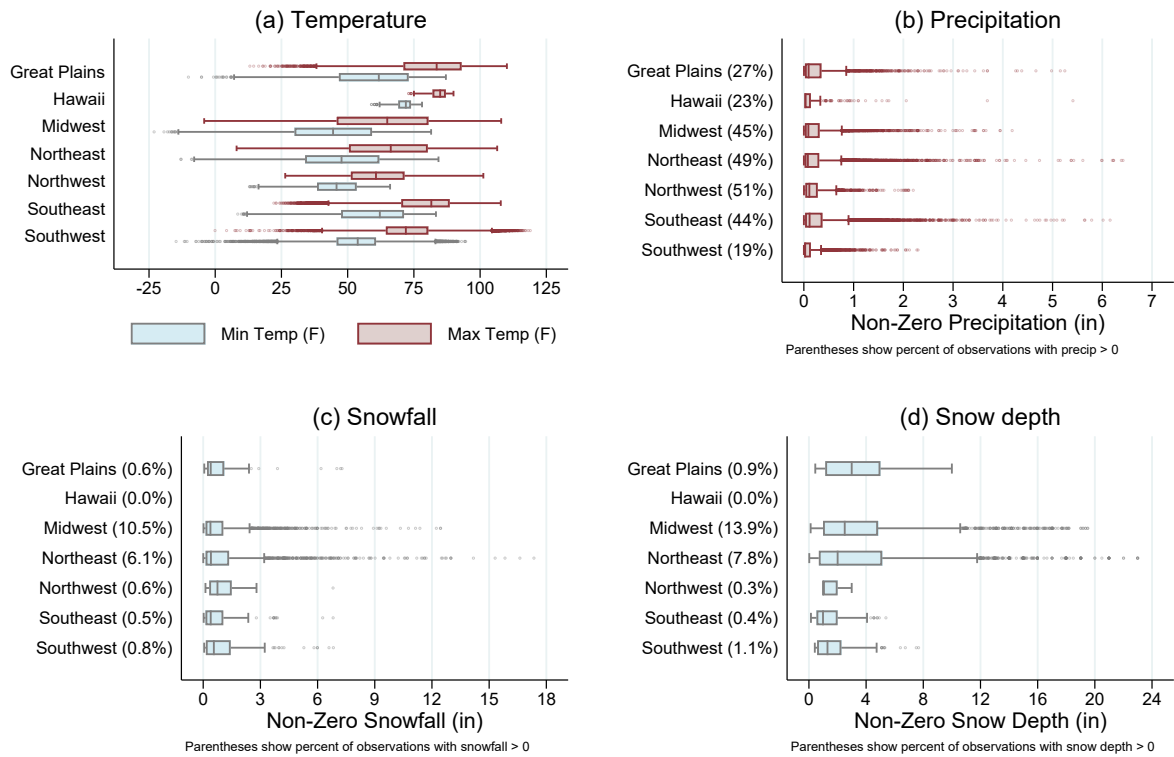 (a) Temperature
Great Plains
Hawaii
Midwest
Northeast
Northwest
Southeast
Southwest
-25 0 25 50 75 100 125
Min Temp (F) Max Temp (F)
(b) Precipitation
Great Plains (27%)
Hawaii (23%)
Midwest (45%)
Northeast (49%)
Northwest (51%)
Southeast (44%)
Southwest (19%)
0 1 2 3 4 5 6 7
Non-Zero Precipitation (in)
Parentheses show percent of observations with precip > 0
(c) Snowfall
Great Plains (0.6%)
Hawaii (0.0%)
Midwest (10.5%)
Northeast (6.1%)
Northwest (0.6%)
Southeast (0.5%)
Southwest (0.8%)
0 3 6 9 12 15 18
Non-Zero Snowfall (in)
Parentheses show percent of observations with snowfall > 0
(d) Snow depth
Great Plains (0.9%)
Hawaii (0.0%)
Midwest (13.9%)
Northeast (7.8%)
Northwest (0.3%)
Southeast (0.4%)
Southwest (1.1%)
0 4 8 12 16 20 24
Non-Zero Snow Depth (in)
Parentheses show percent of observations with snow depth > 0